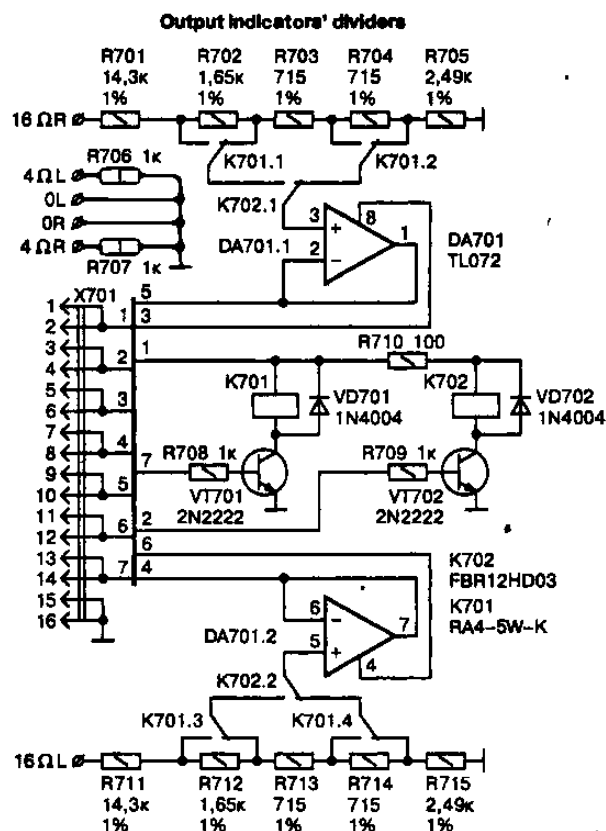 Output indicators' dividers
R701 R702 R703 R704 R705
14,3к 1,65к 715 715 2,49к
1% 1% 1% 1% 1%
16 ΩR
K701.1 K701.2
R706 1к
4ΩL
0L
K702.1
0R
3 8
1
DA701.1
2
DA701
TL072
4ΩR
R707 1к
X701
5
1
1 3
2
R710 100
3
1
2
4
K701 K702
5
VD701
1N4004
VD702
1N4004
3
6
7
4
8
R708 1к R709 1к
7
9
VT701
2N2222
VT702
2N2222
5
10
11
2
6
12
6
13
K702
FBR12HD03
7 4
14
K701
RA4-5W-K
15
6
7
16
DA701.2
5
4
K702.2
K701.3 K701.4
16ΩL
R711 R712 R713 R714 R715
14,3к 1,65к 715 715 2,49к
1% 1% 1% 1% 1%